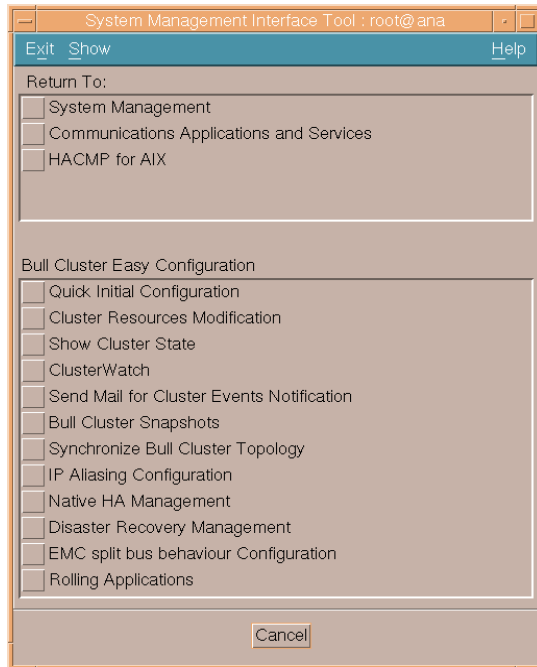 System Management Interface Tool : root@ana
Exit Show Help
Return To:
System Management
Communications Applications and Services
HACMP for AIX
Bull Cluster Easy Configuration
Quick Initial Configuration
Cluster Resources Modification
Show Cluster State
ClusterWatch
Send Mail for Cluster Events Notification
Bull Cluster Snapshots
Synchronize Bull Cluster Topology
IP Aliasing Configuration
Native HA Management
Disaster Recovery Management
EMC split bus behaviour Configuration
Rolling Applications
Cancel